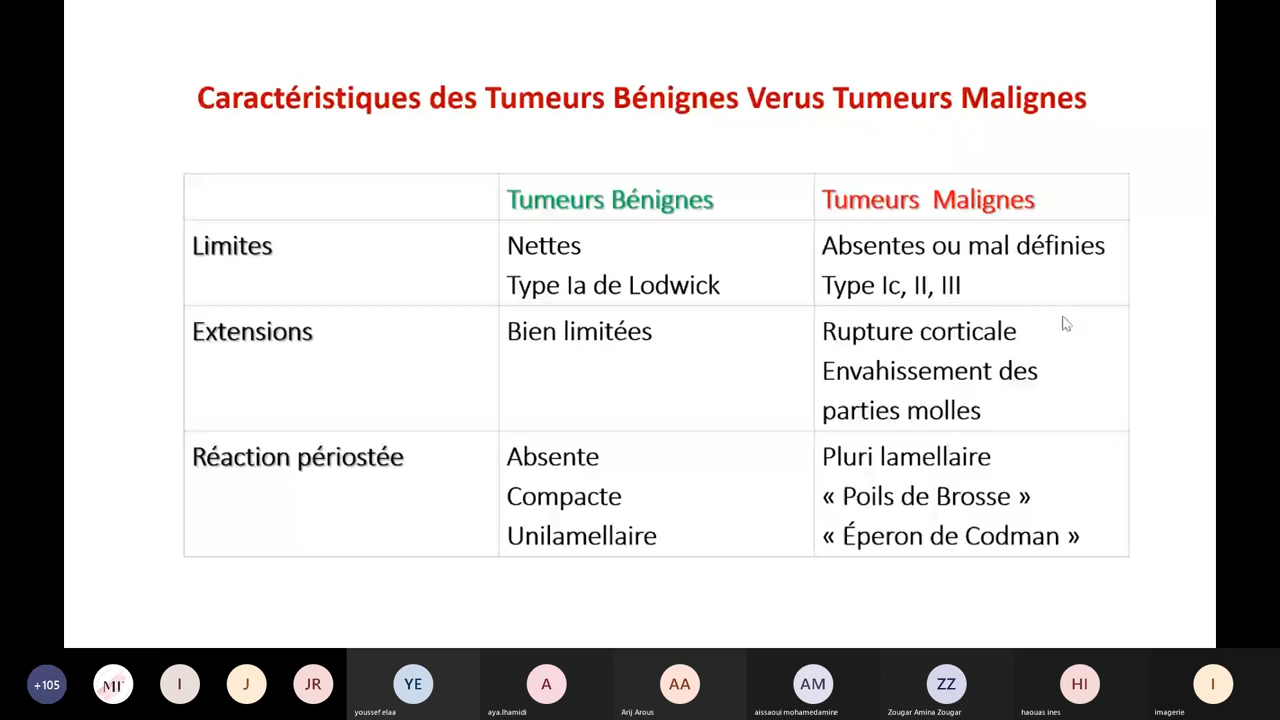 Caractéristiques des Tumeurs Bénignes Verus Tumeurs Malignes
Tumeurs Bénignes
Tumeurs Malignes
Limites
Nettes
Type Ia de Lodwick
Absentes ou mal définies
Type Ic, II, III
Extensions
Bien limitées
Rupture corticale
Envahissement des
parties molles
Réaction périostée
Absente
Compacte
Unilamellaire
Pluri lamellaire
« Poils de Brosse »
« Éperon de Codman »
+105
I
J
JR
YE
A
AA
AM
ZZ
HI
I
youssef elaa
aya.lhamidi
Arij Arous
aissaoui mohamedamine
Zougar Amina Zougar
haouas ines
imagerie